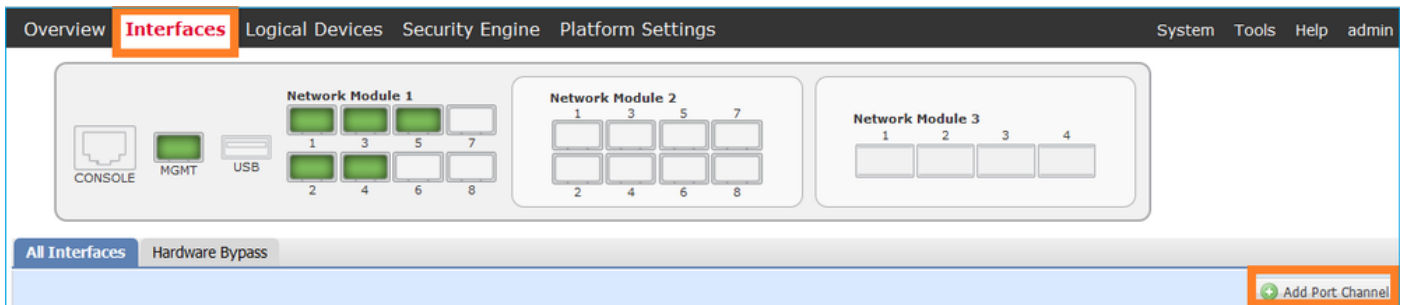 Overview Interfaces Logical Devices Security Engine Platform Settings System Tools Help admin
Network Module 1
1 3 5 7
2 4 6 8
CONSOLE MGMT USB
Network Module 2
1 3 5 7
2 4 6 8
Network Module 3
1 2 3 4
All Interfaces Hardware Bypass
Add Port Channel